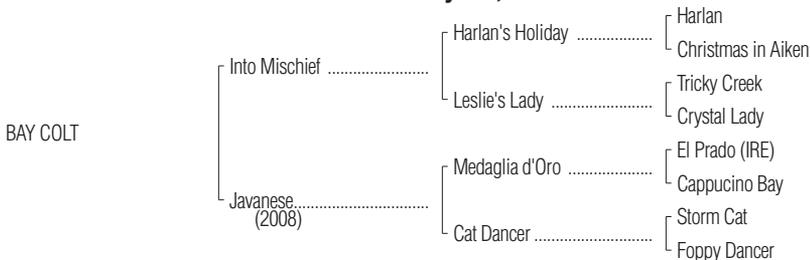 Harlan
Harlan's Holiday ..................
Christmas in Aiken
Into Mischief ........................
Tricky Creek
Leslie's Lady ........................
Crystal Lady
BAY COLT
El Prado (IRE)
Medaglia d'Oro ....................
Cappucino Bay
Javanese................................
(2008)
Storm Cat
Cat Dancer ............................
Foppy Dancer